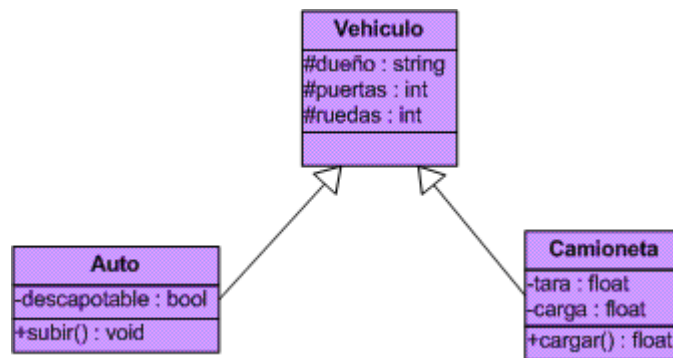 Vehiculo
#dueño : string
#puertas : int
#ruedas : int
Auto
-descapotable : bool
+subir() : void
Camioneta
-tara : float
-carga : float
+cargar() : float